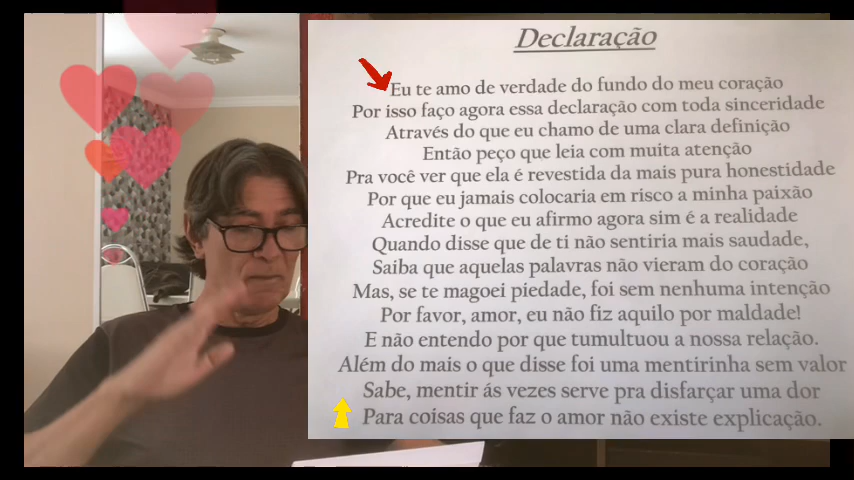 Declaração
Eu te amo de verdade do fundo do meu coração
Por isso faço agora essa declaração com toda sinceridade
Através do que eu chamo de uma clara definição
Então peço que leia com muita atenção
Pra você ver que ela é revestida da mais pura honestidade
Por que eu jamais colocaria em risco a minha paixão
Acredite o que eu afirmo agora sim é a realidade
Quando disse que de ti não sentiria mais saudade,
Saiba que aquelas palavras não vieram do coração
Mas, se te magoei piedade, foi sem nenhuma intenção
Por favor, amor, eu não fiz aquilo por maldade!
E não entendo por que tumultuou a nossa relação.
Além do mais o que disse foi uma mentirinha sem valor
Sabe, mentir ás vezes serve pra disfarçar uma dor
Para coisas que faz o amor não existe explicação.